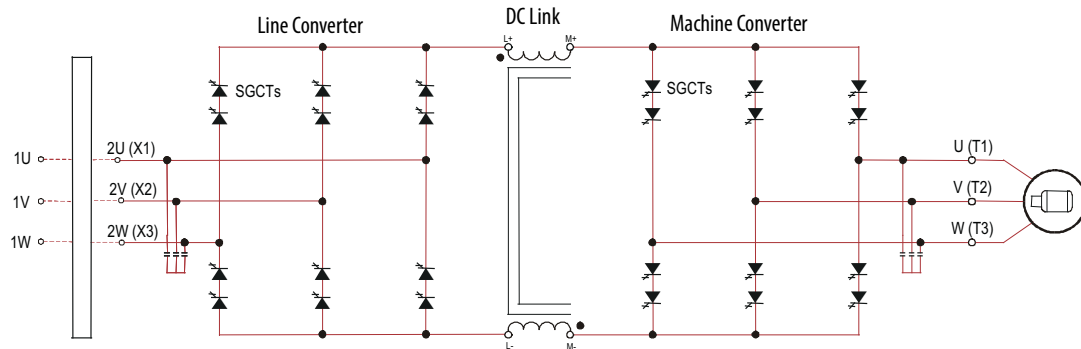 Line Converter
DC Link
Machine Converter
L+
M+
SGCTs
SGCTs
1U
2U (X1)
U (T1)
1V
2V (X2)
V (T2)
1W
2W (X3)
W (T3)
L-
M-